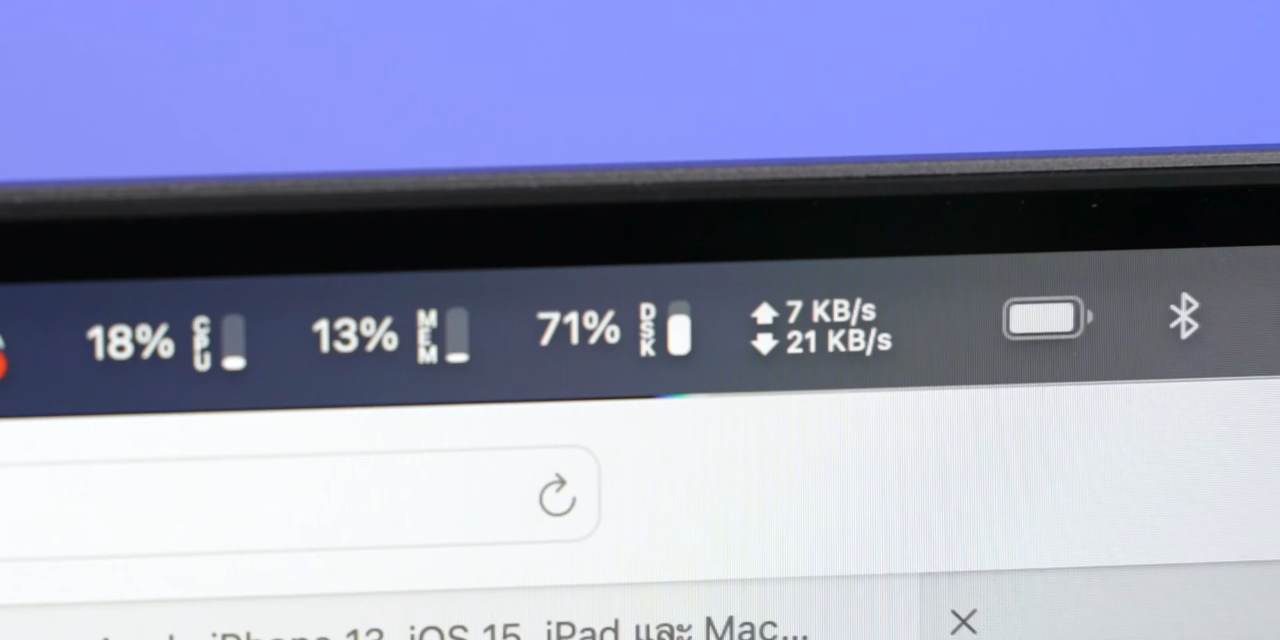 18% CPU 13% MEM 71% DSK 7 KB/s
21 KB/s
iPhone 13, iOS 15, iPad และ Mac...